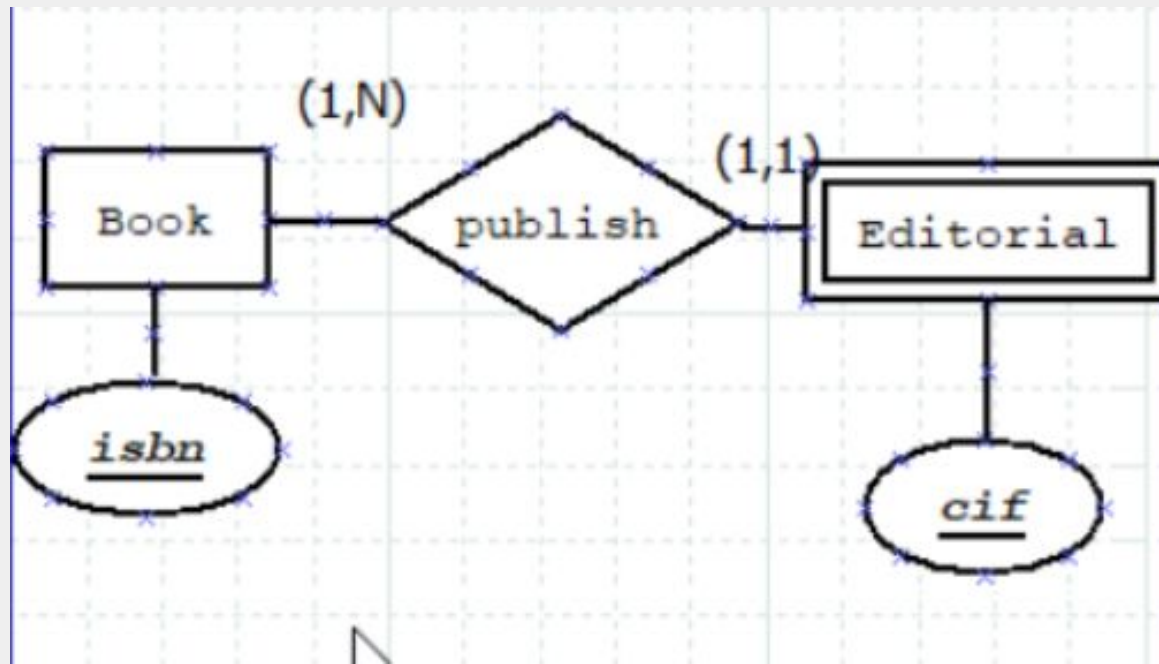 (1,N)
(1,1)
Book
publish
Editorial
isbn
cif